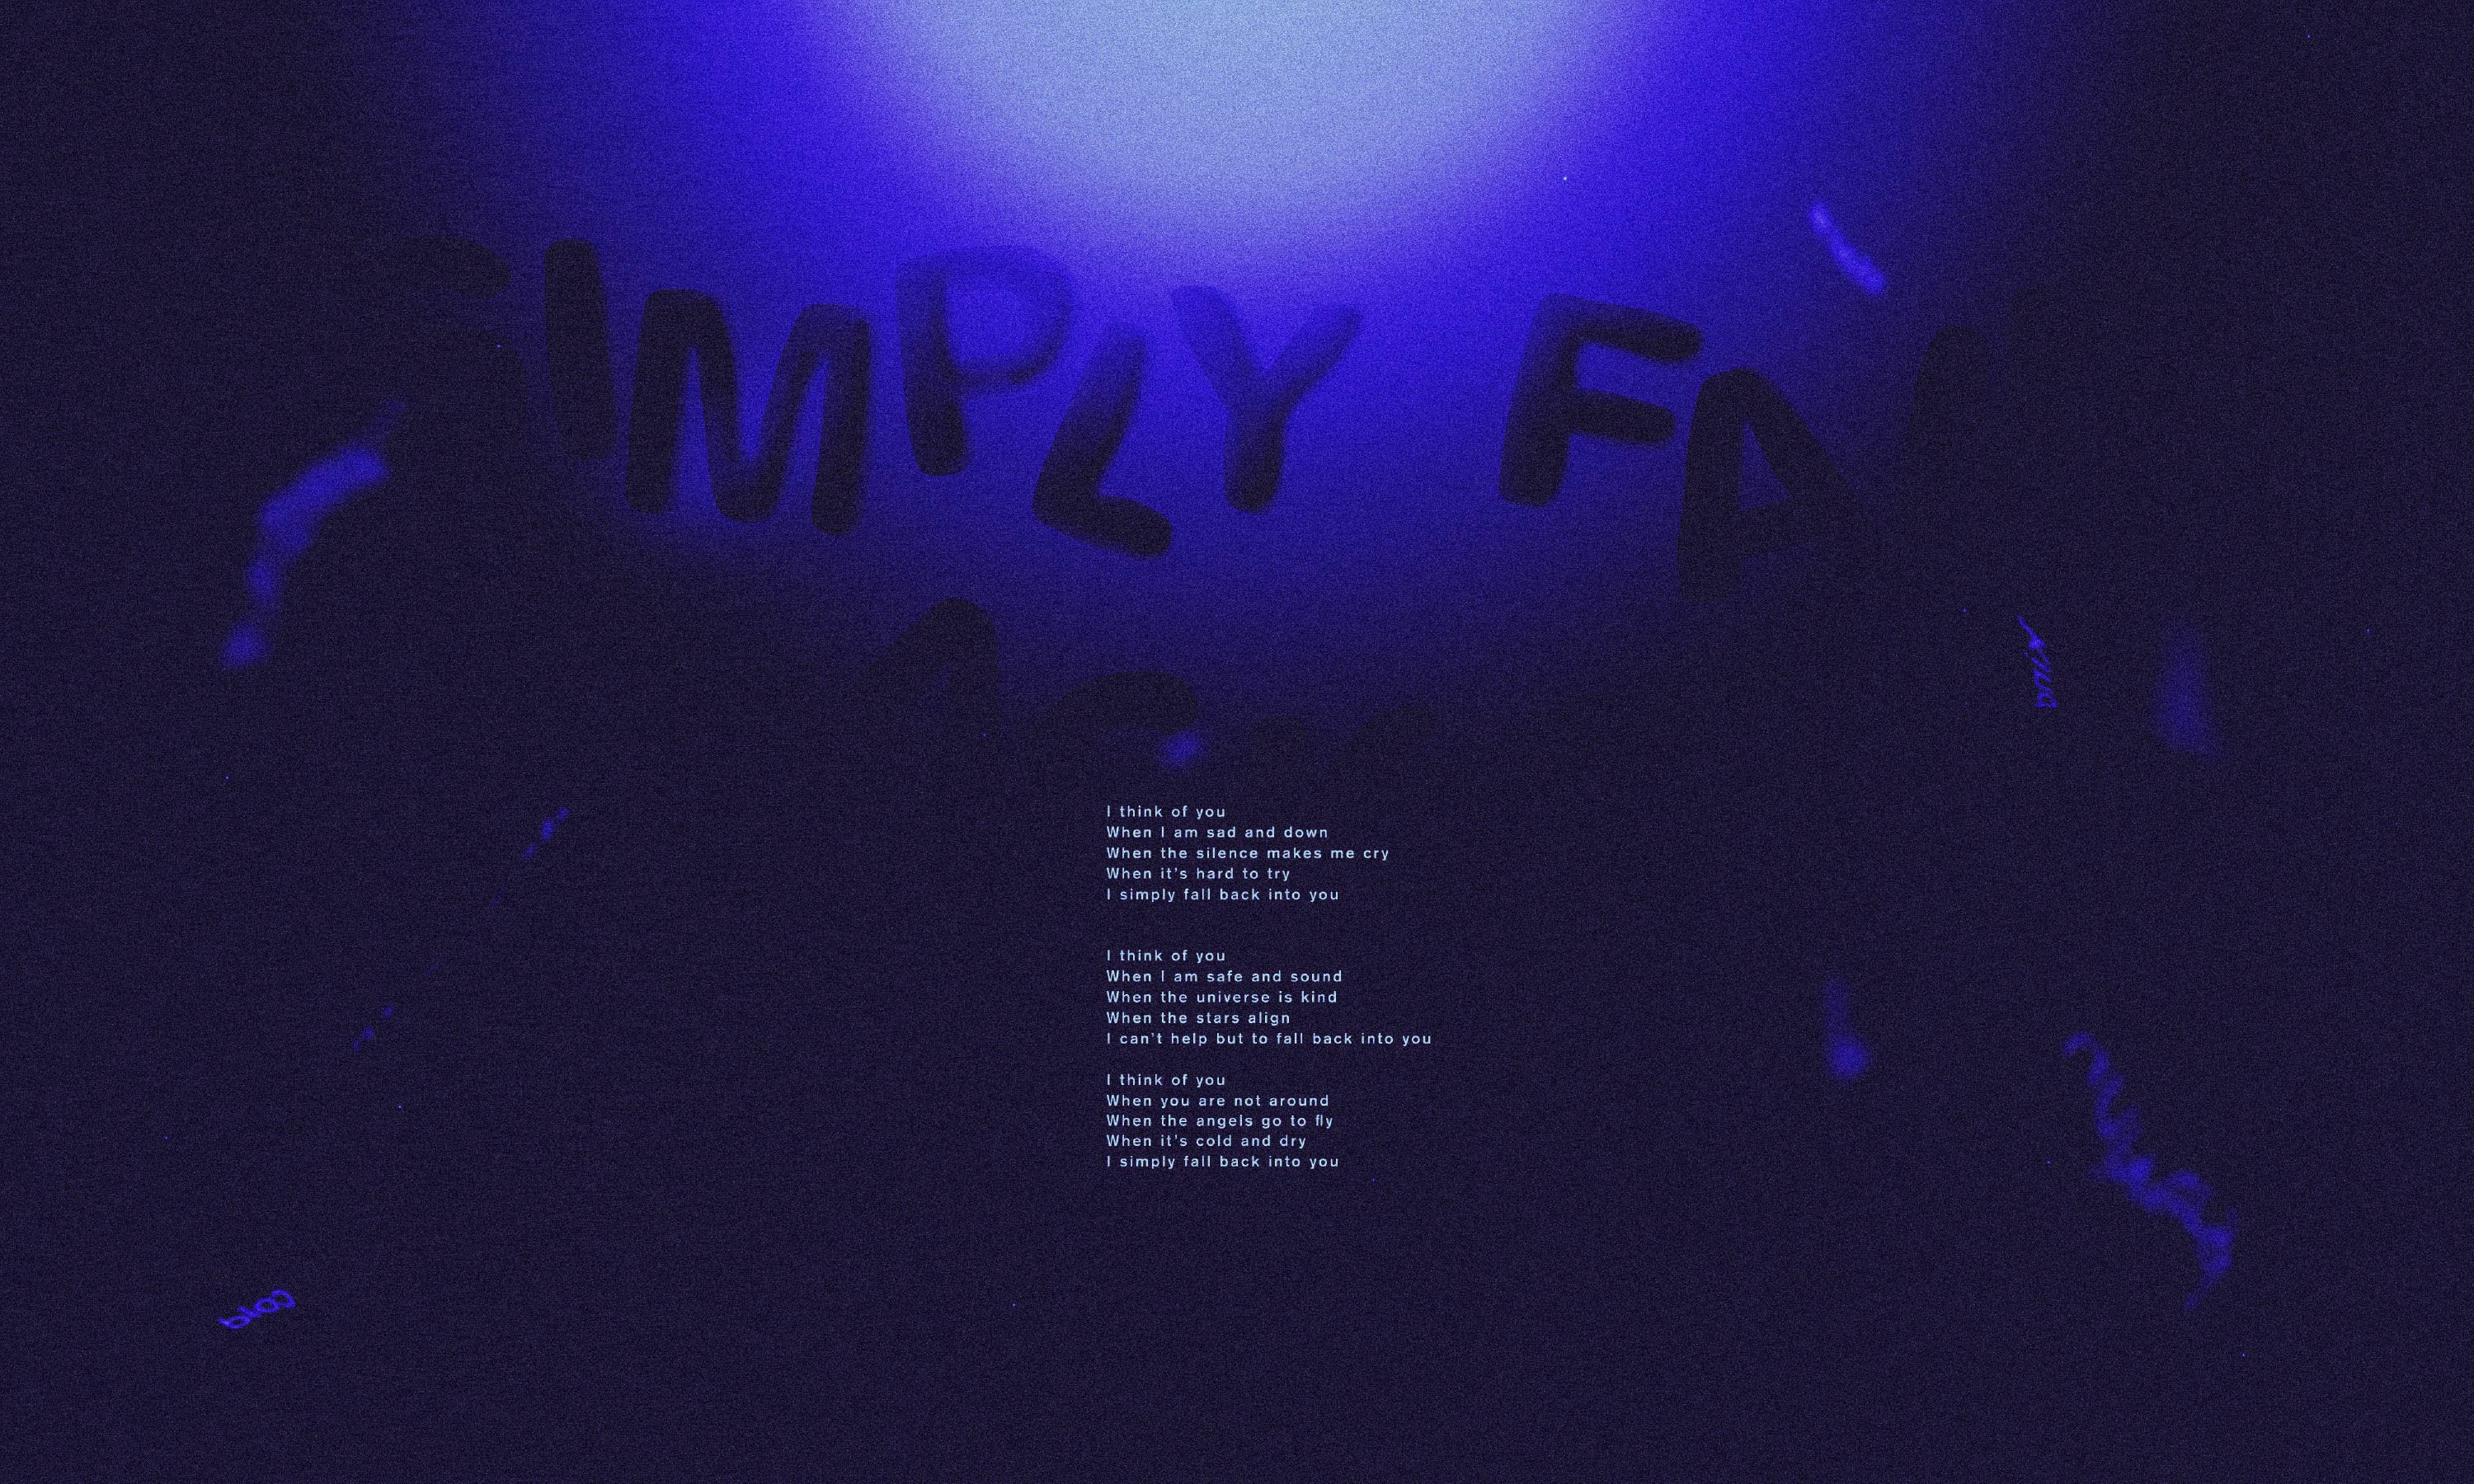 SIMPLY FA
I think of you
When I am sad and down
When the silence makes me cry
When it's hard to try
I simply fall back into you
I think of you
When I am safe and sound
When the universe is kind
When the stars align
I can't help but to fall back into you
I think of you
When you are not around
When the angels go to fly
When it's cold and dry
I simply fall back into you
cold